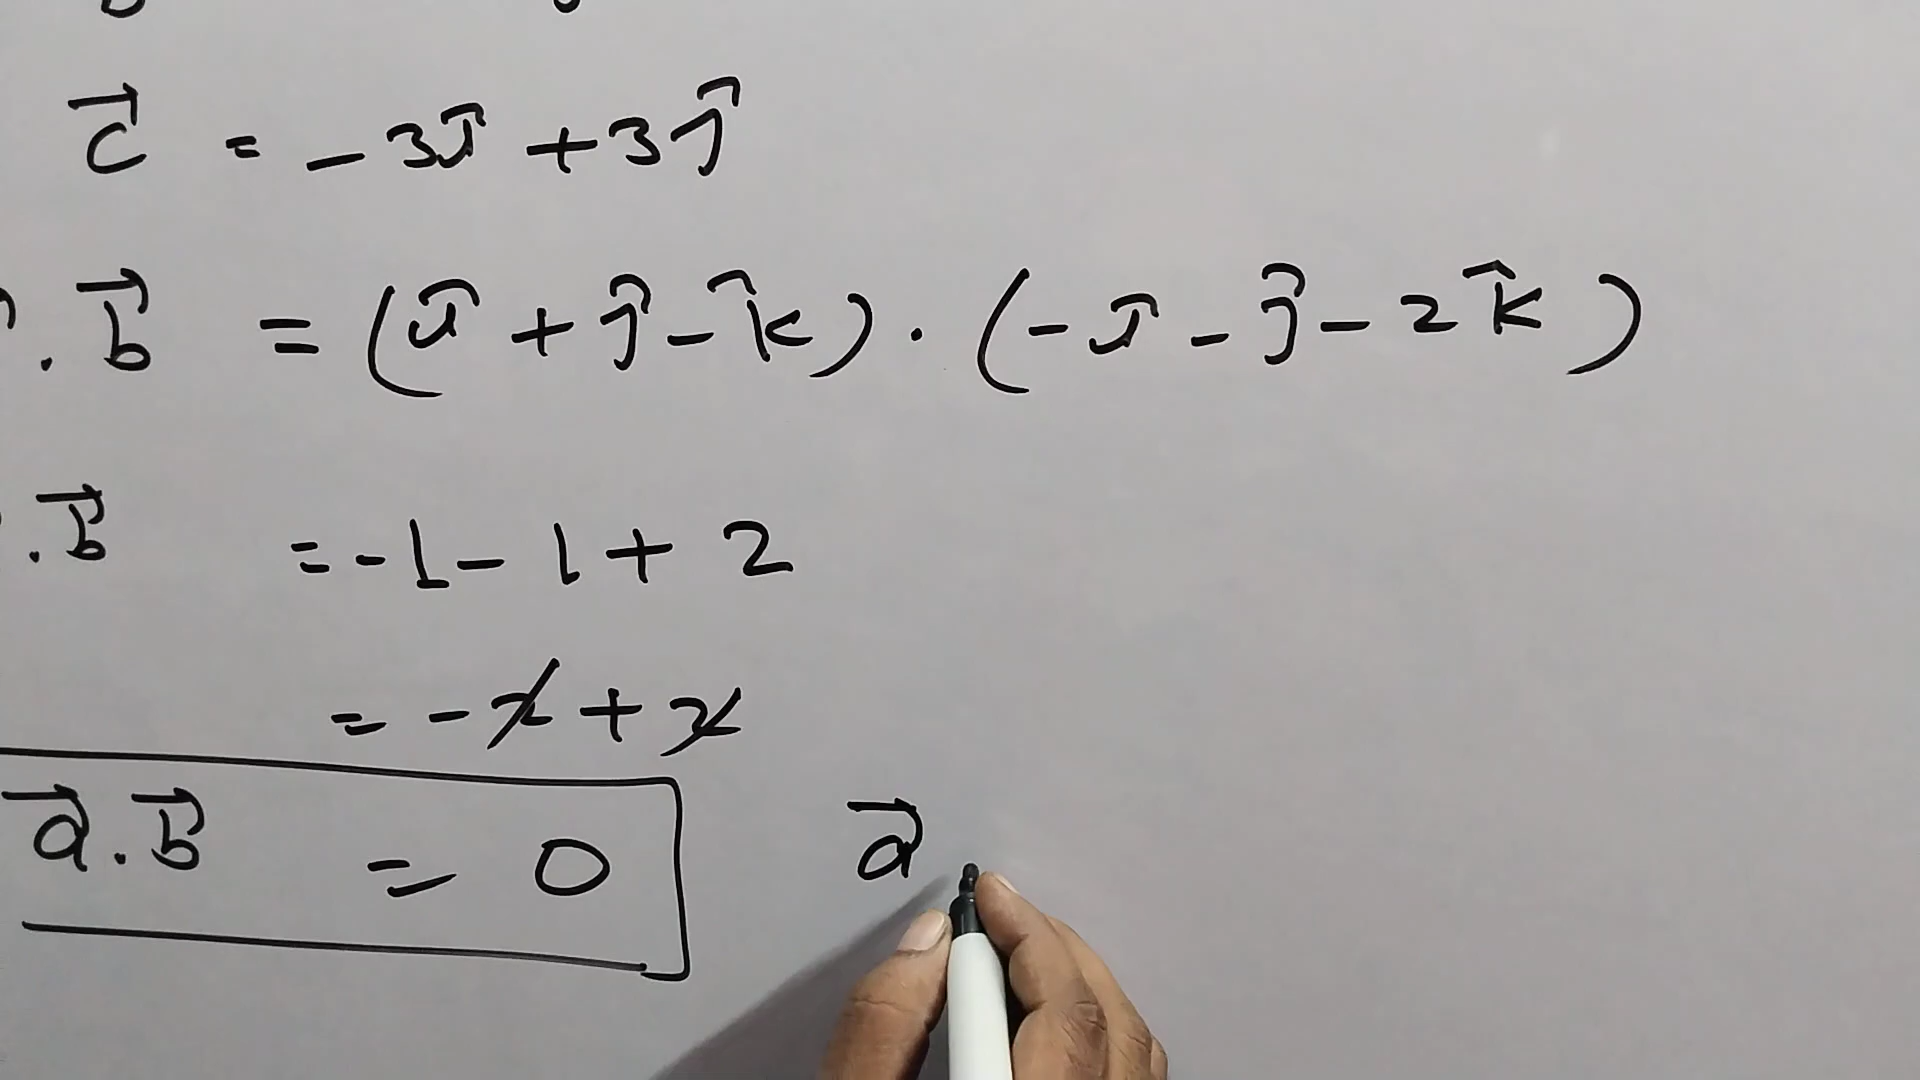 c⃗ = -3î + 3ĵ
. b⃗ = (î + ĵ - k̂) . (-î - ĵ - 2k̂)
. b⃗ = -1 - 1 + 2
= -2 + 2
a⃗ . b⃗ = 0
a⃗